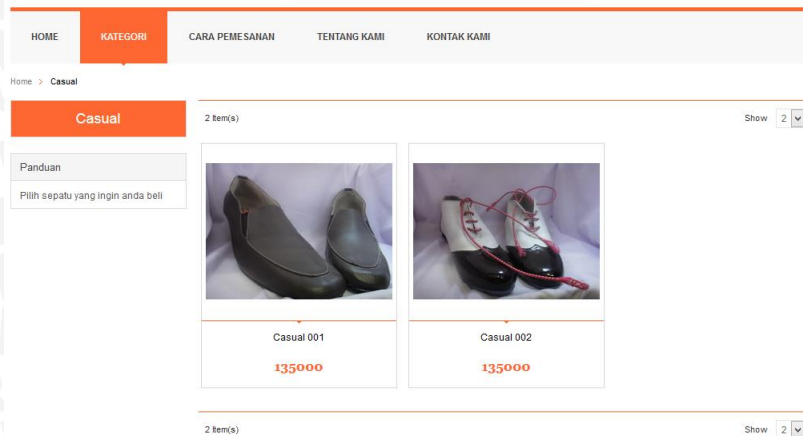 HOME KATEGORI CARA PEMESANAN TENTANG KAMI KONTAK KAMI
Home > Casual
Casual
Panduan
Pilih sepatu yang ingin anda beli
2 Item(s) Show 2
Casual 001
135000
Casual 002
135000
2 Item(s) Show 2